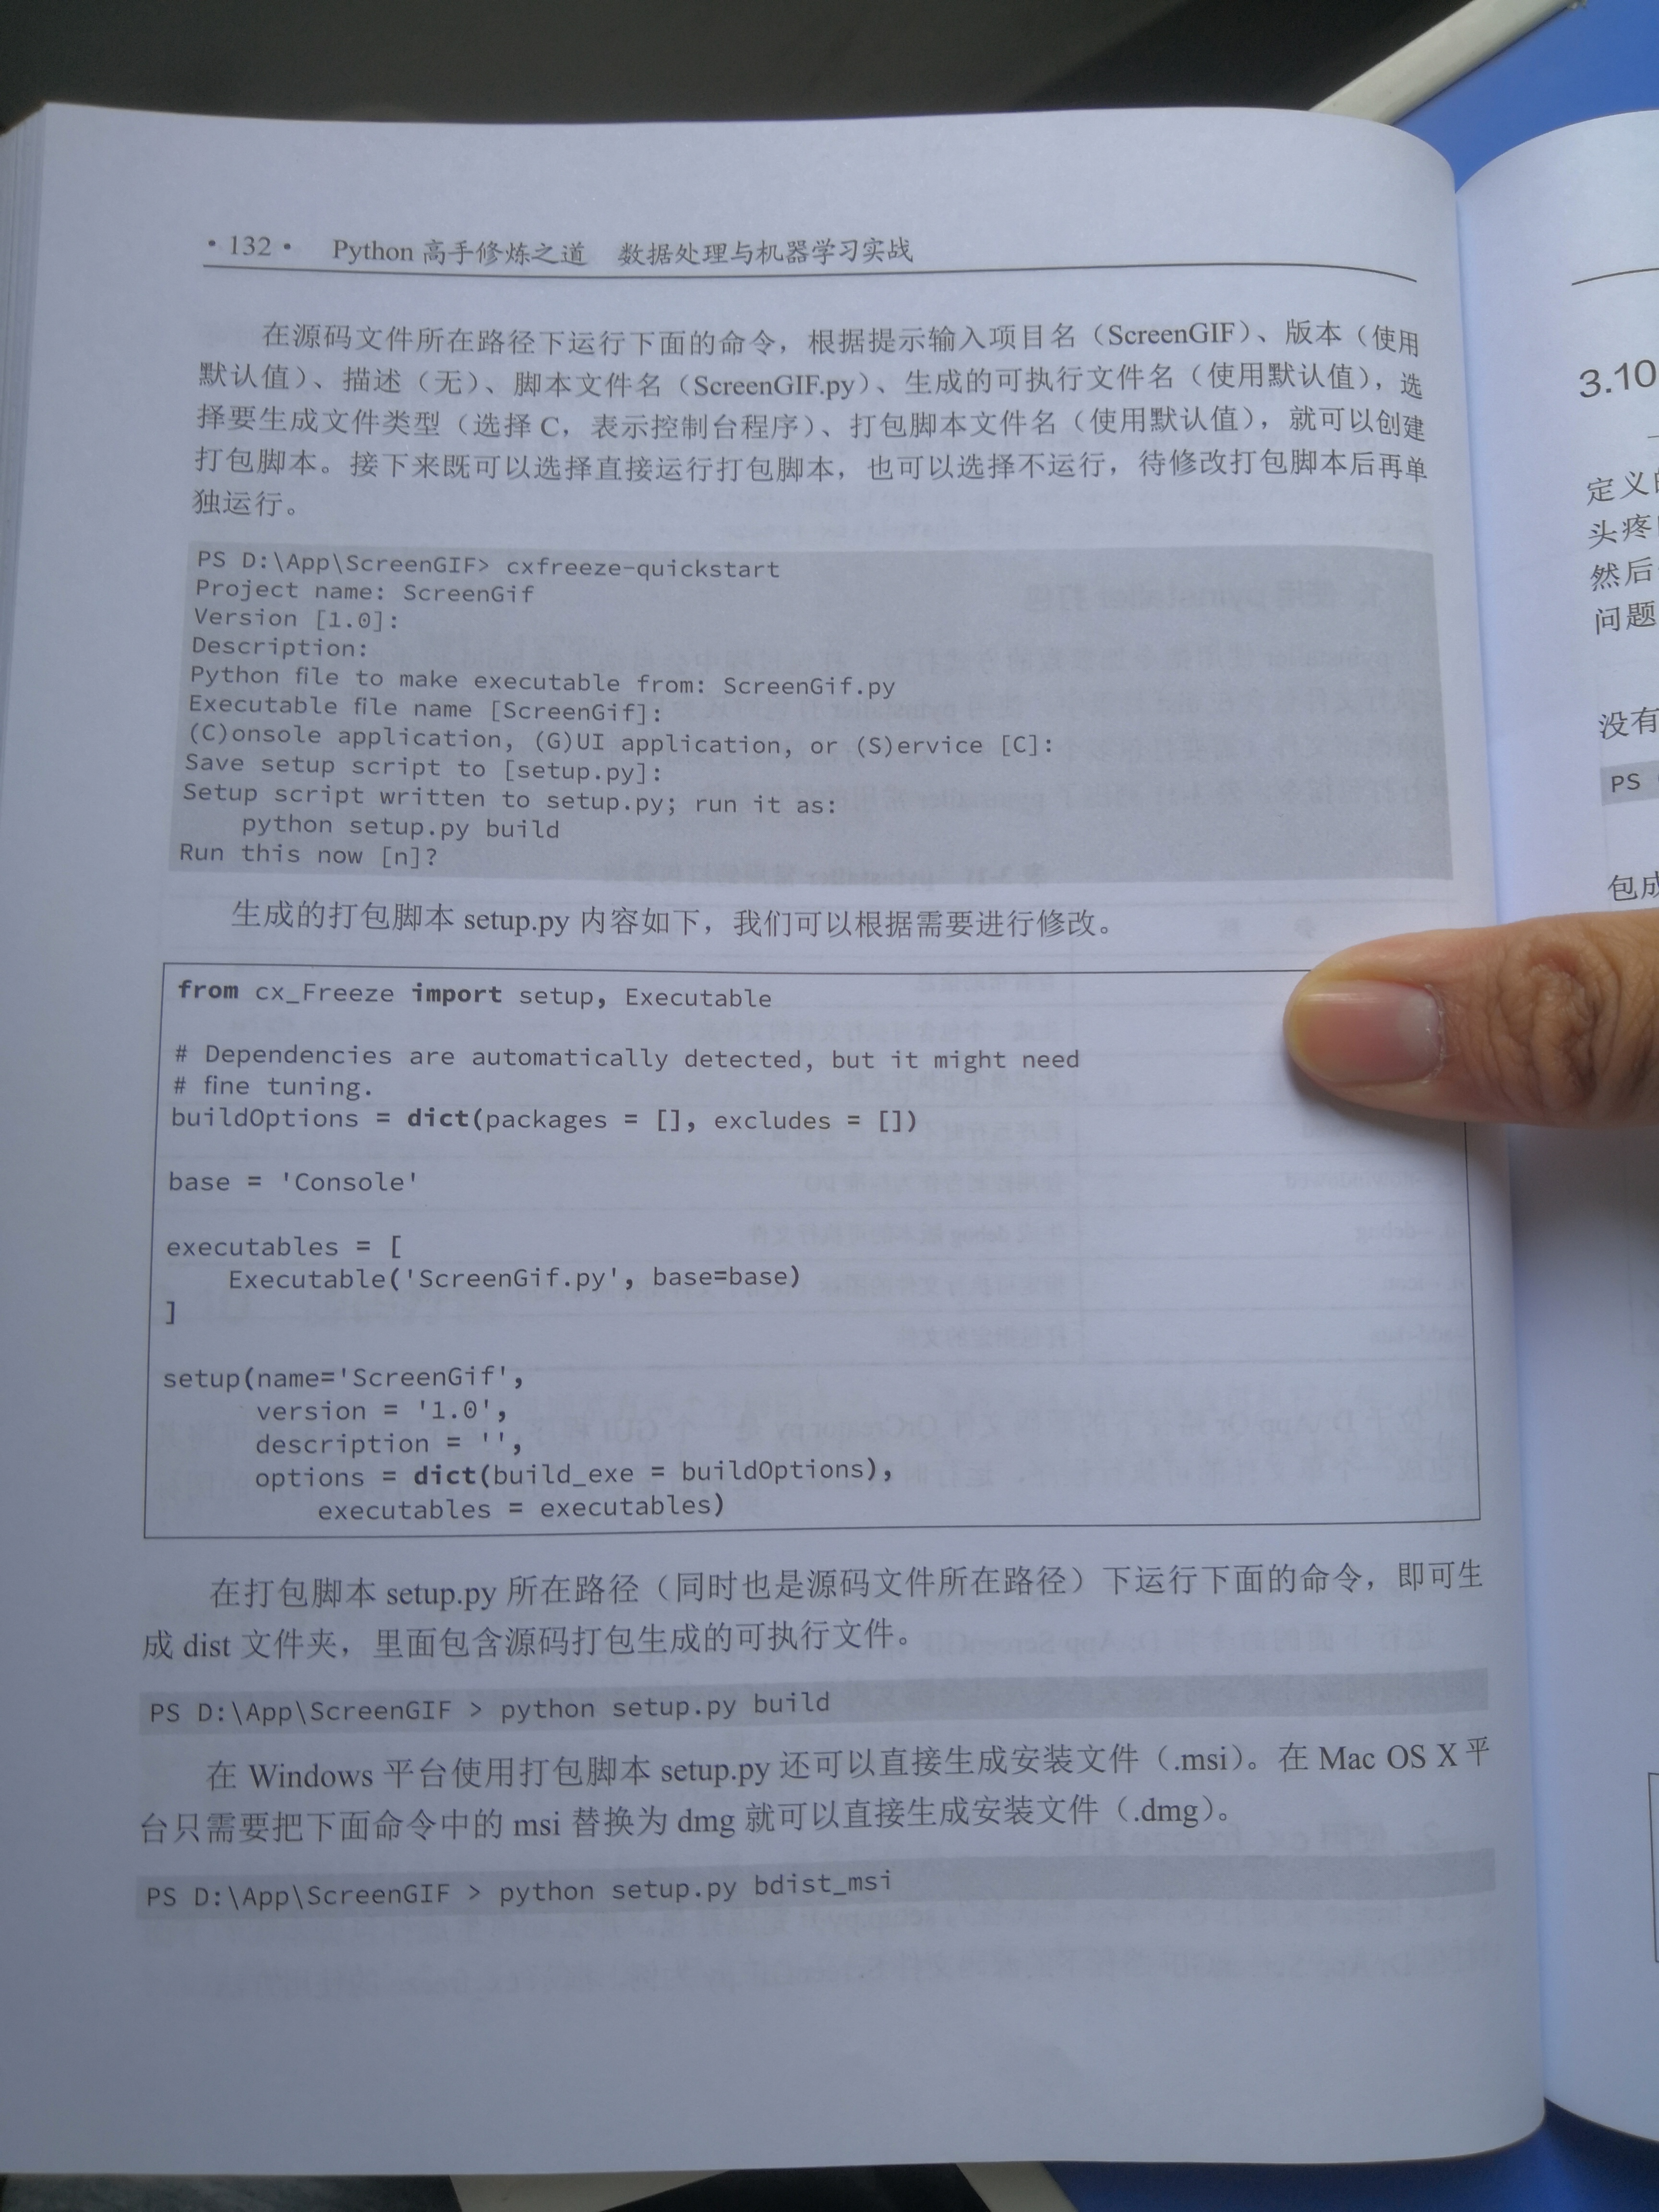 ·132· Python 高手修炼之道 数据处理与机器学习实战
在源码文件所在路径下运行下面的命令，根据提示输入项目名（ScreenGIF）、版本（使用
默认值）、描述（无）、脚本文件名（ScreenGIF.py）、生成的可执行文件名（使用默认值），选
择要生成文件类型（选择 C，表示控制台程序）、打包脚本文件名（使用默认值），就可以创建
打包脚本。接下来既可以选择直接运行打包脚本，也可以选择不运行，待修改打包脚本后再单
独运行。
PS D:\App\ScreenGIF> cxfreeze-quickstart
Project name: ScreenGif
Version [1.0]:
Description:
Python file to make executable from: ScreenGif.py
Executable file name [ScreenGif]:
(C)onsole application, (G)UI application, or (S)ervice [C]:
Save setup script to [setup.py]:
Setup script written to setup.py; run it as:
    python setup.py build
Run this now [n]?
生成的打包脚本 setup.py 内容如下，我们可以根据需要进行修改。
from cx_Freeze import setup, Executable
# Dependencies are automatically detected, but it might need
# fine tuning.
buildOptions = dict(packages = [], excludes = [])
base = 'Console'
executables = [
    Executable('ScreenGif.py', base=base)
]
setup(name='ScreenGif',
      version = '1.0',
      description = '',
      options = dict(build_exe = buildOptions),
          executables = executables)
在打包脚本 setup.py 所在路径（同时也是源码文件所在路径）下运行下面的命令，即可生
成 dist 文件夹，里面包含源码打包生成的可执行文件。
PS D:\App\ScreenGIF > python setup.py build
在 Windows 平台使用打包脚本 setup.py 还可以直接生成安装文件（.msi）。在 Mac OS X 平
台只需要把下面命令中的 msi 替换为 dmg 就可以直接生成安装文件（.dmg）。
PS D:\App\ScreenGIF > python setup.py bdist_msi
3.10
定义
头疼
然后
问题
没有
PS